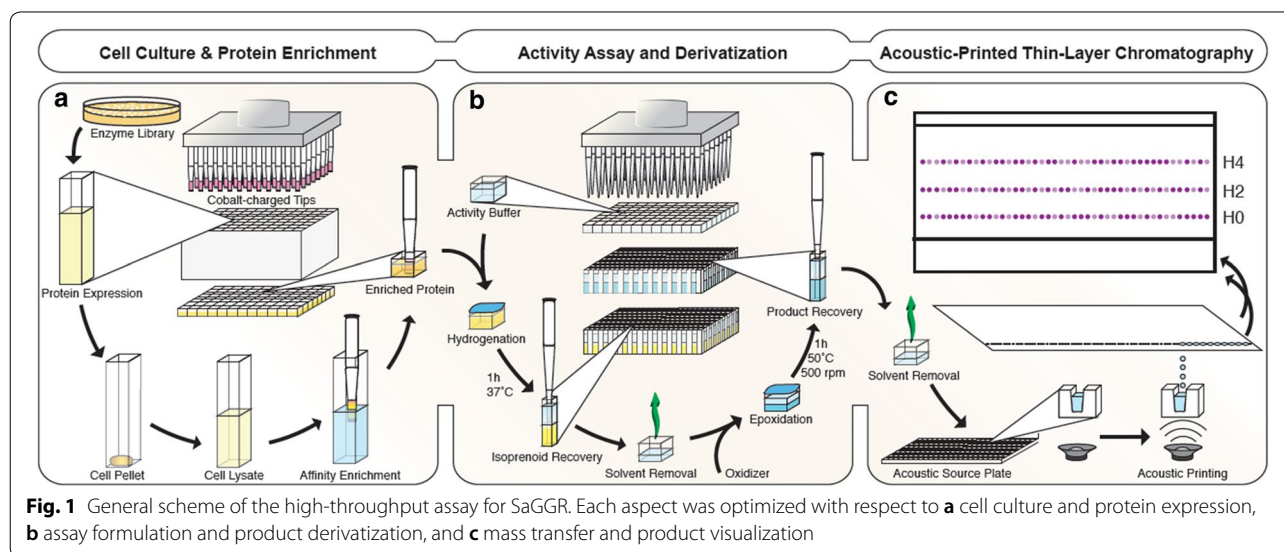 Cell Culture & Protein Enrichment
Activity Assay and Derivatization
Acoustic-Printed Thin-Layer Chromatography
a
Enzyme Library
Cobalt-charged Tips
Protein Expression
Enriched Protein
Cell Pellet
Cell Lysate
Affinity Enrichment
b
Activity Buffer
Hydrogenation
1h
37°C
Isoprenoid Recovery
Solvent Removal
Oxidizer
Epoxidation
1h
50°C
500 rpm
Product Recovery
c
H4
H2
H0
Solvent Removal
Acoustic Source Plate
Acoustic Printing
Fig. 1 General scheme of the high-throughput assay for SaGGR. Each aspect was optimized with respect to a cell culture and protein expression,
b assay formulation and product derivatization, and c mass transfer and product visualization